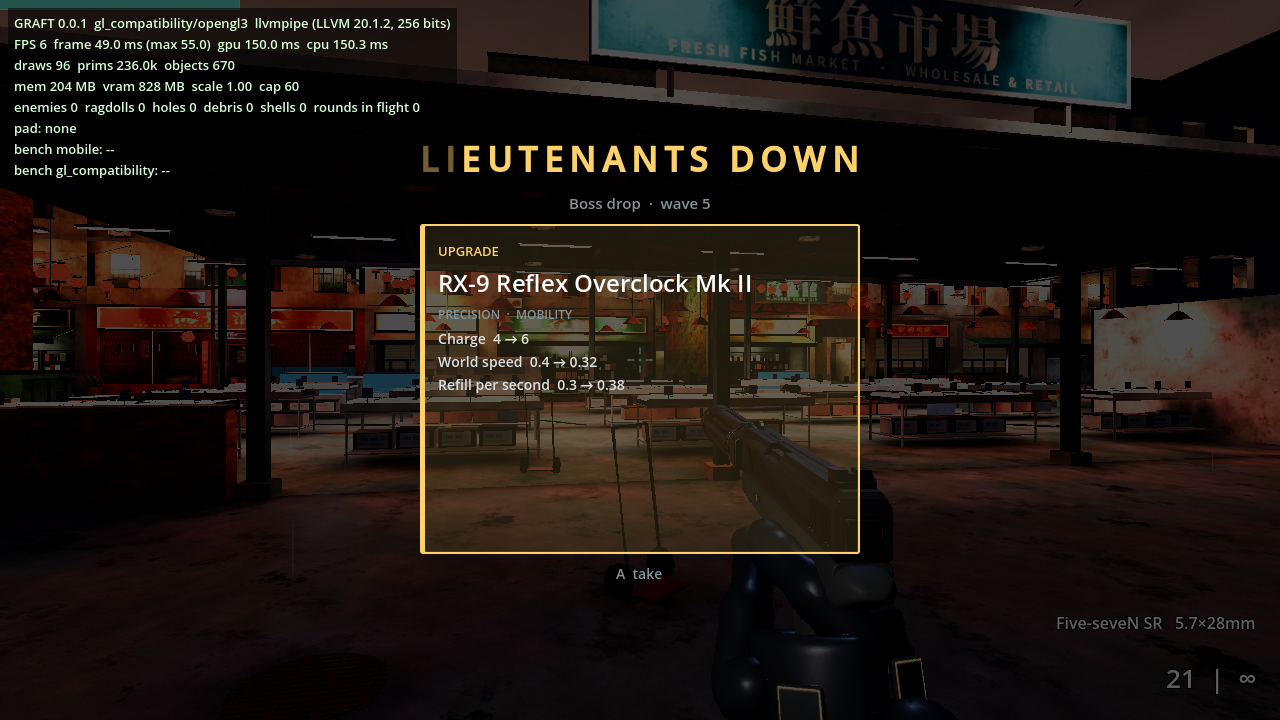 GRAFT 0.0.1 gl_compatibility/opengl3 llvmpipe (LLVM 20.1.2, 256 bits)
FPS 6 frame 49.0 ms (max 55.0) gpu 150.0 ms cpu 150.3 ms
draws 96 prims 236.0k objects 670
mem 204 MB vram 828 MB scale 1.00 cap 60
enemies 0 ragdolls 0 holes 0 debris 0 shells 0 rounds in flight 0
pad: none
bench mobile: --
bench gl_compatibility: --
鮮魚市場
FRESH FISH MARKET · WHOLESALE & RETAIL
LIEUTENANTS DOWN
Boss drop · wave 5
UPGRADE
RX-9 Reflex Overclock Mk II
PRECISION · MOBILITY
Charge 4 → 6
World speed 0.4 → 0.32
Refill per second 0.3 → 0.38
A take
Five-seveN SR 5.7×28mm
21 | ∞